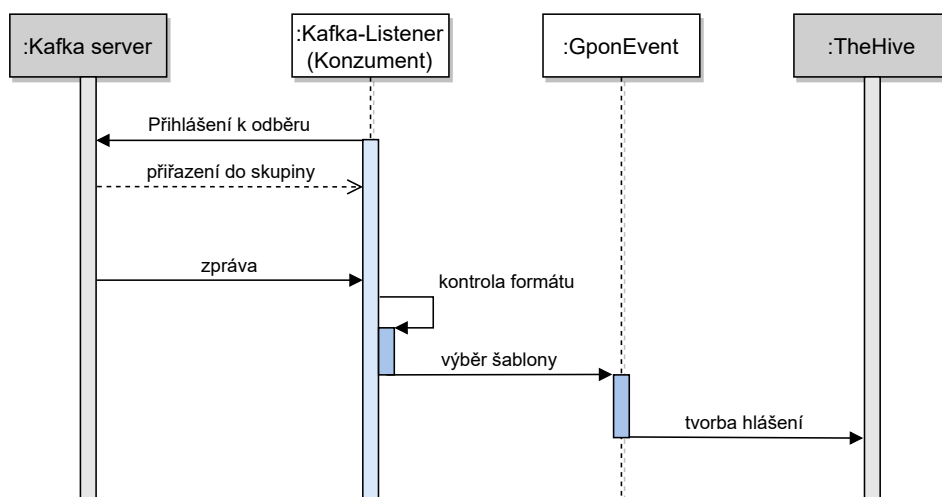 :Kafka server
:Kafka-Listener
(Konzument)
:GponEvent
:TheHive
Přihlášení k odběru
přiřazení do skupiny
zpráva
kontrola formátu
výběr šablony
tvorba hlášení